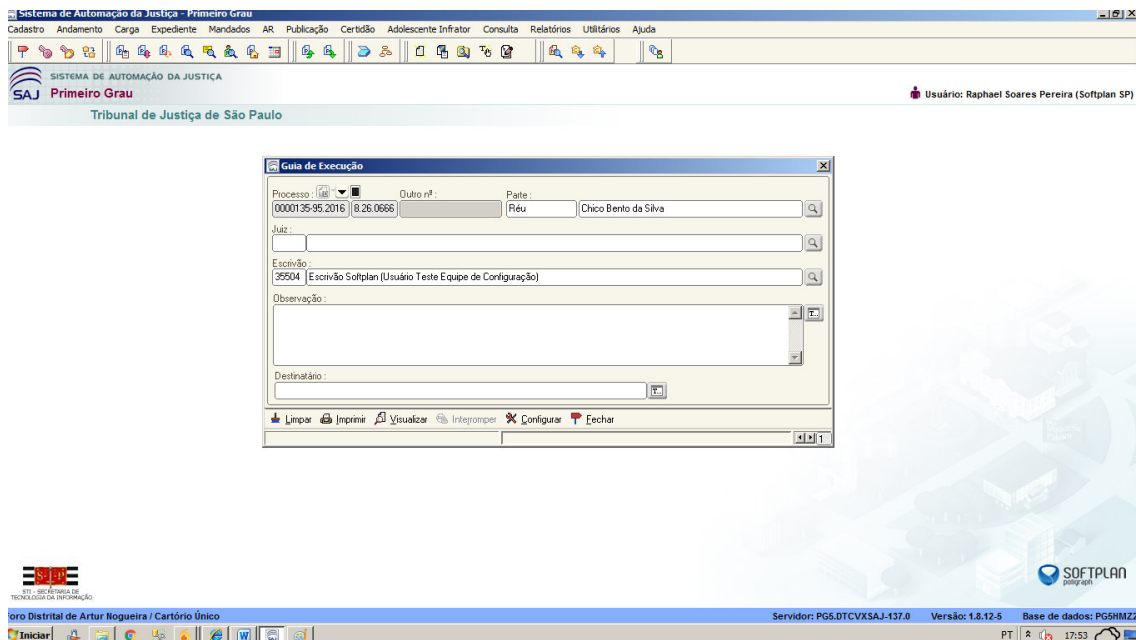 Sistema de Automação da Justiça - Primeiro Grau
Cadastro Andamento Carga Expediente Mandados AR Publicação Certidão Adolescente Infrator Consulta Relatórios Utilitários Ajuda
SISTEMA DE AUTOMAÇÃO DA JUSTIÇA
SAJ Primeiro Grau
Usuário: Raphael Soares Pereira (Softplan SP)
Tribunal de Justiça de São Paulo
Guia de Execução
Processo : Outro nº : Parte :
0000135-95.2016 8.26.0666 Réu Chico Bento da Silva
Juiz :
Escrivão :
35504 Escrivão Softplan (Usuário Teste Equipe de Configuração)
Observação :
Destinatário :
Limpar Imprimir Visualizar Interromper Configurar Fechar
1
STI - SECRETARIA DE
TECNOLOGIA DA INFORMAÇÃO
SOFTPLAN
poligraph
oro Distrital de Artur Nogueira / Cartório Único Servidor: PG5.DTCVXSAJ-137.0 Versão: 1.8.12-5 Base de dados: PG5HMZ
Iniciar PT 17:53